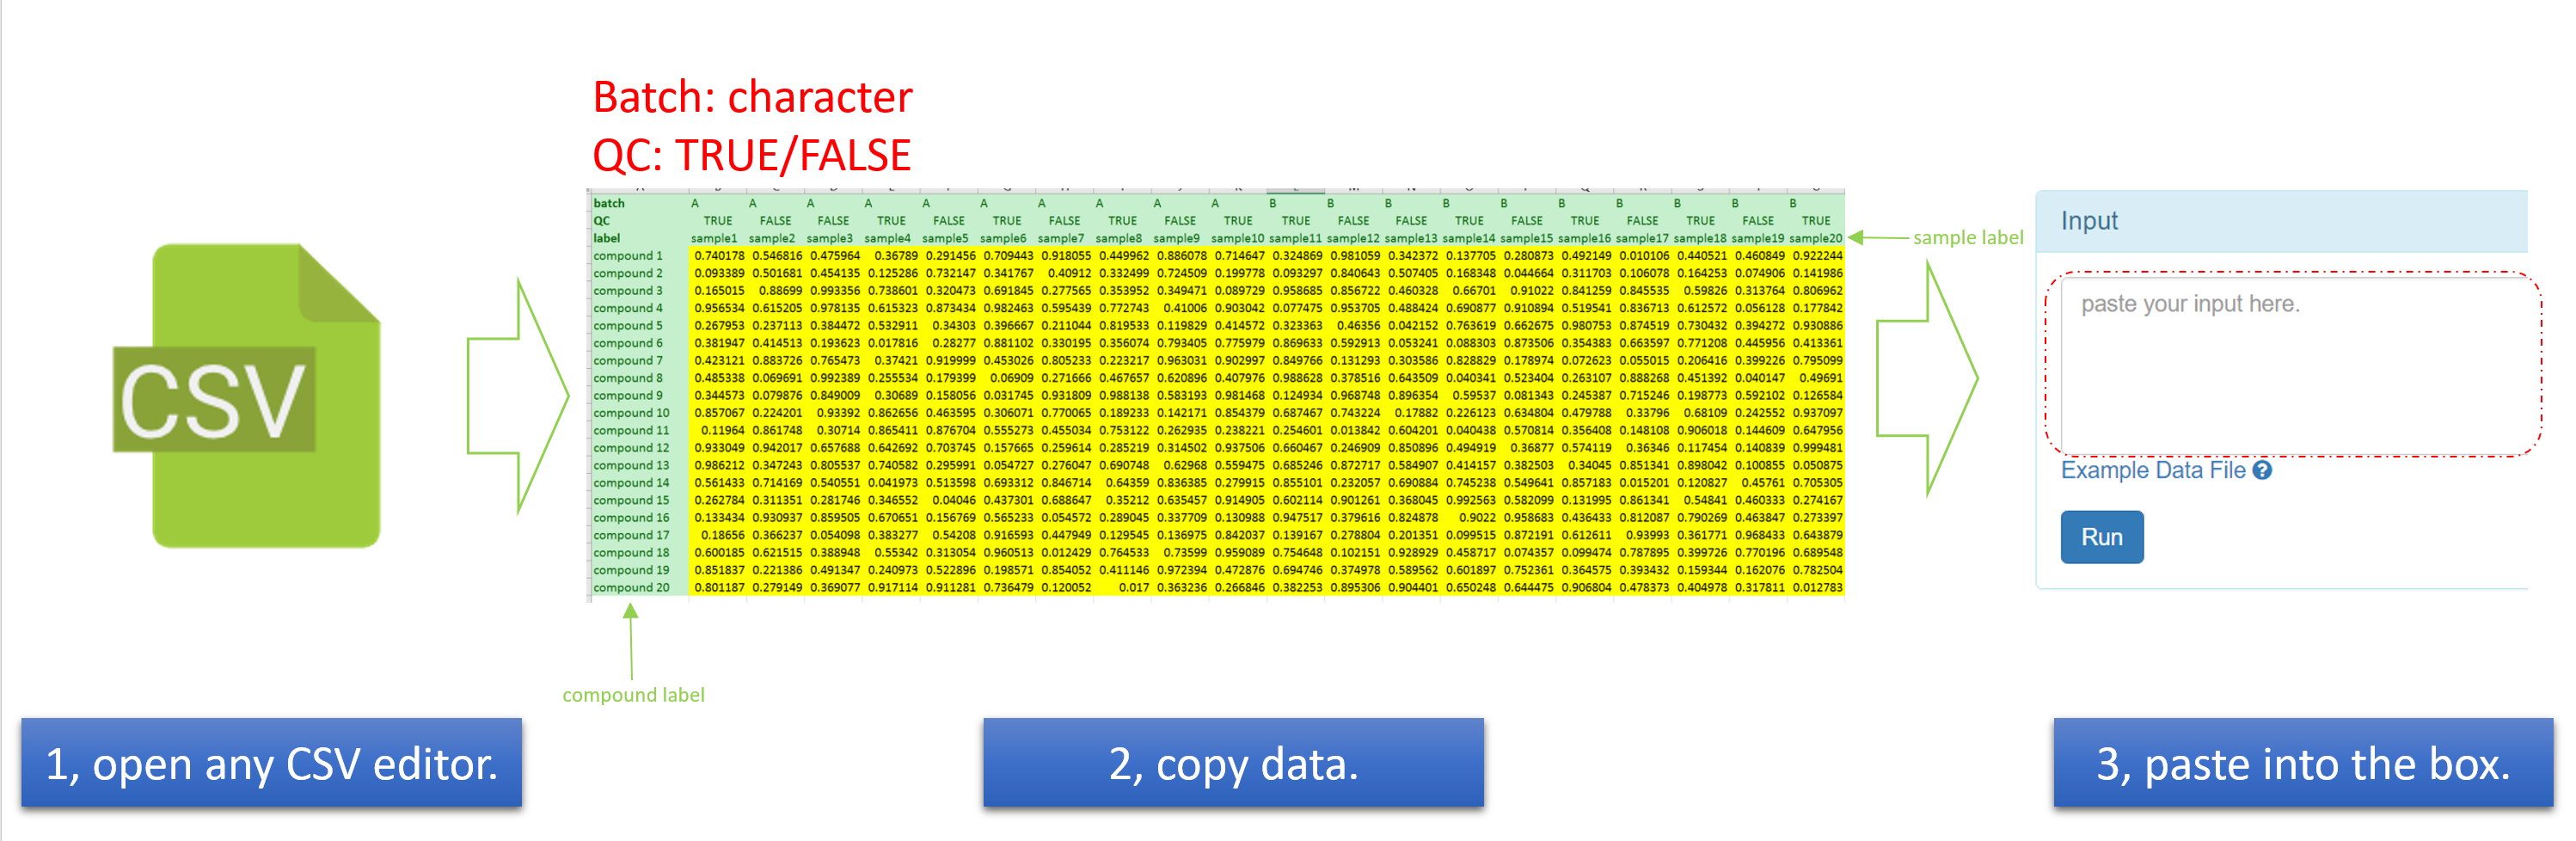 Batch: character
QC: TRUE/FALSE
batch A A A A A A A A A A B B B B B B B B B B
QC TRUE FALSE FALSE TRUE FALSE TRUE FALSE TRUE FALSE TRUE TRUE FALSE FALSE TRUE FALSE TRUE FALSE TRUE FALSE TRUE
label sample1 sample2 sample3 sample4 sample5 sample6 sample7 sample8 sample9 sample10 sample11 sample12 sample13 sample14 sample15 sample16 sample17 sample18 sample19 sample20
compound 1 0.740178 0.546816 0.475964 0.36789 0.291456 0.709443 0.918055 0.449962 0.886078 0.714647 0.324869 0.981059 0.342372 0.137705 0.280873 0.492149 0.010106 0.440521 0.460849 0.922244
compound 2 0.093389 0.501681 0.454135 0.125286 0.732147 0.341767 0.40912 0.332499 0.724509 0.199778 0.093297 0.840643 0.507405 0.168348 0.044664 0.311703 0.106078 0.164253 0.074906 0.141986
compound 3 0.165015 0.88699 0.993356 0.738601 0.320473 0.691845 0.277565 0.353952 0.349471 0.089729 0.958685 0.856722 0.460328 0.66701 0.91022 0.841259 0.845535 0.59826 0.313764 0.806962
compound 4 0.956534 0.615205 0.978135 0.615323 0.873434 0.982463 0.595439 0.772743 0.41006 0.903042 0.077475 0.953705 0.488424 0.690877 0.910894 0.519541 0.836713 0.612572 0.056128 0.177842
compound 5 0.267953 0.237113 0.384472 0.532911 0.34303 0.396667 0.211044 0.819533 0.119829 0.414572 0.323363 0.46356 0.042152 0.763619 0.662675 0.980753 0.874519 0.730432 0.394272 0.930886
compound 6 0.381947 0.414513 0.193623 0.017816 0.28277 0.881102 0.330195 0.356074 0.793405 0.775979 0.869633 0.592913 0.053241 0.088303 0.873506 0.354383 0.663597 0.771208 0.445956 0.413361
compound 7 0.423121 0.883726 0.765473 0.37421 0.919999 0.453026 0.805233 0.223217 0.963031 0.902997 0.849766 0.131293 0.303586 0.828829 0.178974 0.072623 0.055015 0.206416 0.399226 0.795099
compound 8 0.485338 0.069691 0.992389 0.255534 0.179399 0.06909 0.271666 0.467657 0.620896 0.407976 0.988628 0.378516 0.643509 0.040341 0.523404 0.263107 0.888268 0.451392 0.040147 0.49691
compound 9 0.344573 0.079876 0.849009 0.30689 0.158056 0.031745 0.931809 0.988138 0.583193 0.981468 0.124934 0.968748 0.896354 0.59537 0.081343 0.245387 0.715246 0.198773 0.592102 0.126584
compound 10 0.857067 0.224201 0.93392 0.862656 0.463595 0.306071 0.770065 0.189233 0.142171 0.854379 0.687467 0.743224 0.17882 0.226123 0.634804 0.479788 0.33796 0.68109 0.242552 0.937097
compound 11 0.11964 0.861748 0.30714 0.865411 0.876704 0.555273 0.455034 0.753122 0.262935 0.238221 0.254601 0.013842 0.604201 0.040438 0.570814 0.356408 0.148108 0.906018 0.144609 0.647956
compound 12 0.933049 0.942017 0.657688 0.642692 0.703745 0.157665 0.259614 0.285219 0.314502 0.937506 0.660467 0.246909 0.850896 0.494919 0.36877 0.574119 0.36346 0.117454 0.140839 0.999481
compound 13 0.986212 0.347243 0.805537 0.740582 0.295991 0.054727 0.276047 0.690748 0.62968 0.559475 0.685246 0.872717 0.584907 0.414157 0.382503 0.34045 0.851341 0.898042 0.100855 0.050875
compound 14 0.561433 0.714169 0.540551 0.041973 0.513598 0.693312 0.846714 0.64359 0.836385 0.279915 0.855101 0.232057 0.690884 0.745238 0.549641 0.857183 0.015201 0.120827 0.45761 0.705305
compound 15 0.262784 0.311351 0.281746 0.346552 0.04046 0.437301 0.688647 0.35212 0.635457 0.914905 0.602114 0.901261 0.368045 0.992563 0.582099 0.131995 0.861341 0.54841 0.460333 0.274167
compound 16 0.133434 0.930937 0.859505 0.670651 0.156769 0.565233 0.054572 0.289045 0.337709 0.130988 0.947517 0.379616 0.824878 0.9022 0.958683 0.436433 0.812087 0.790269 0.463847 0.273397
compound 17 0.18656 0.366237 0.054098 0.383277 0.54208 0.916593 0.447949 0.129545 0.136975 0.842037 0.139167 0.278804 0.201351 0.099515 0.872191 0.612611 0.93993 0.361771 0.968433 0.643879
compound 18 0.600185 0.621515 0.388948 0.55342 0.313054 0.960513 0.012429 0.764533 0.73599 0.959089 0.754648 0.102151 0.928929 0.458717 0.074357 0.099474 0.787895 0.399726 0.770196 0.689548
compound 19 0.851837 0.221386 0.491347 0.240973 0.522896 0.198571 0.854052 0.411146 0.972394 0.472876 0.694746 0.374978 0.589562 0.601897 0.752361 0.364575 0.393432 0.159344 0.162076 0.782504
compound 20 0.801187 0.279149 0.369077 0.917114 0.911281 0.736479 0.120052 0.017 0.363236 0.266846 0.382253 0.895306 0.904401 0.650248 0.644475 0.906804 0.478373 0.404978 0.317811 0.012783
sample label
compound label
CSV
Input
paste your input here.
Example Data File ?
Run
1, open any CSV editor.
2, copy data.
3, paste into the box.